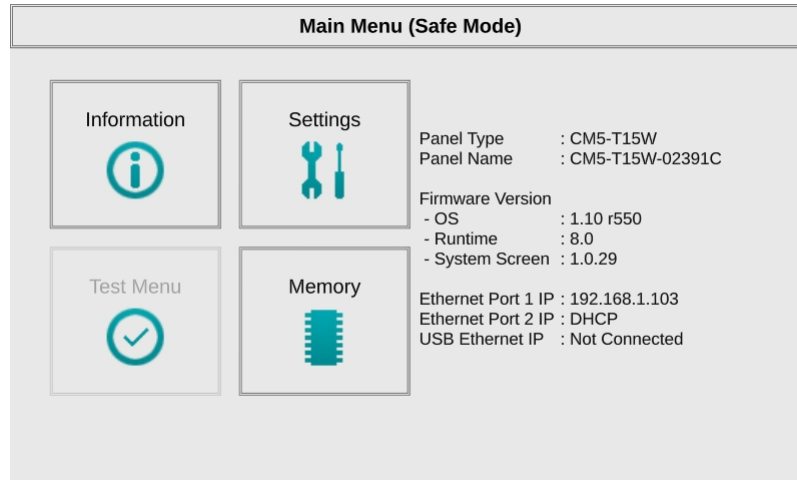 Main Menu (Safe Mode)
Information
Settings
Test Menu
Memory
Panel Type : CM5-T15W
Panel Name : CM5-T15W-02391C
Firmware Version
- OS : 1.10 r550
- Runtime : 8.0
- System Screen : 1.0.29
Ethernet Port 1 IP : 192.168.1.103
Ethernet Port 2 IP : DHCP
USB Ethernet IP : Not Connected